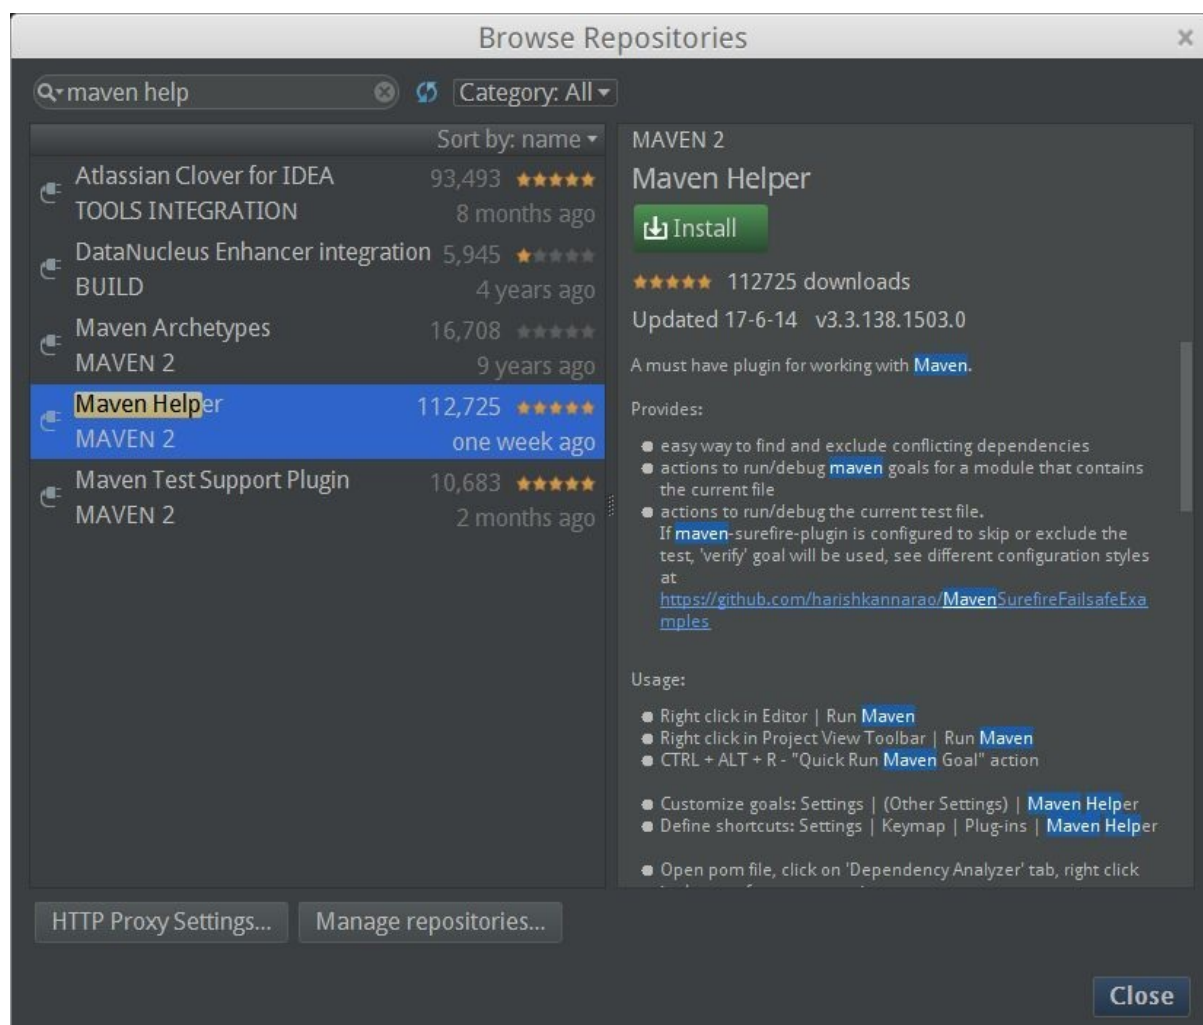 Browse Repositories
maven help
Category: All
Sort by: name
Atlassian Clover for IDEA 93,493
TOOLS INTEGRATION 8 months ago
DataNucleus Enhancer integration 5,945
BUILD 4 years ago
Maven Archetypes 16,708
MAVEN 2 9 years ago
Maven Helper 112,725
MAVEN 2 one week ago
Maven Test Support Plugin 10,683
MAVEN 2 2 months ago
MAVEN 2
Maven Helper
Install
112725 downloads
Updated 17-6-14 v3.3.138.1503.0
A must have plugin for working with Maven.
Provides:
easy way to find and exclude conflicting dependencies
actions to run/debug maven goals for a module that contains
the current file
actions to run/debug the current test file.
If maven-surefire-plugin is configured to skip or exclude the
test, 'verify' goal will be used, see different configuration styles
at
https://github.com/harishkannarao/MavenSurefireFailsafeExa
mples
Usage:
Right click in Editor | Run Maven
Right click in Project View Toolbar | Run Maven
CTRL + ALT + R - "Quick Run Maven Goal" action
Customize goals: Settings | (Other Settings) | Maven Helper
Define shortcuts: Settings | Keymap | Plug-ins | Maven Helper
Open pom file, click on 'Dependency Analyzer' tab, right click
HTTP Proxy Settings...
Manage repositories...
Close